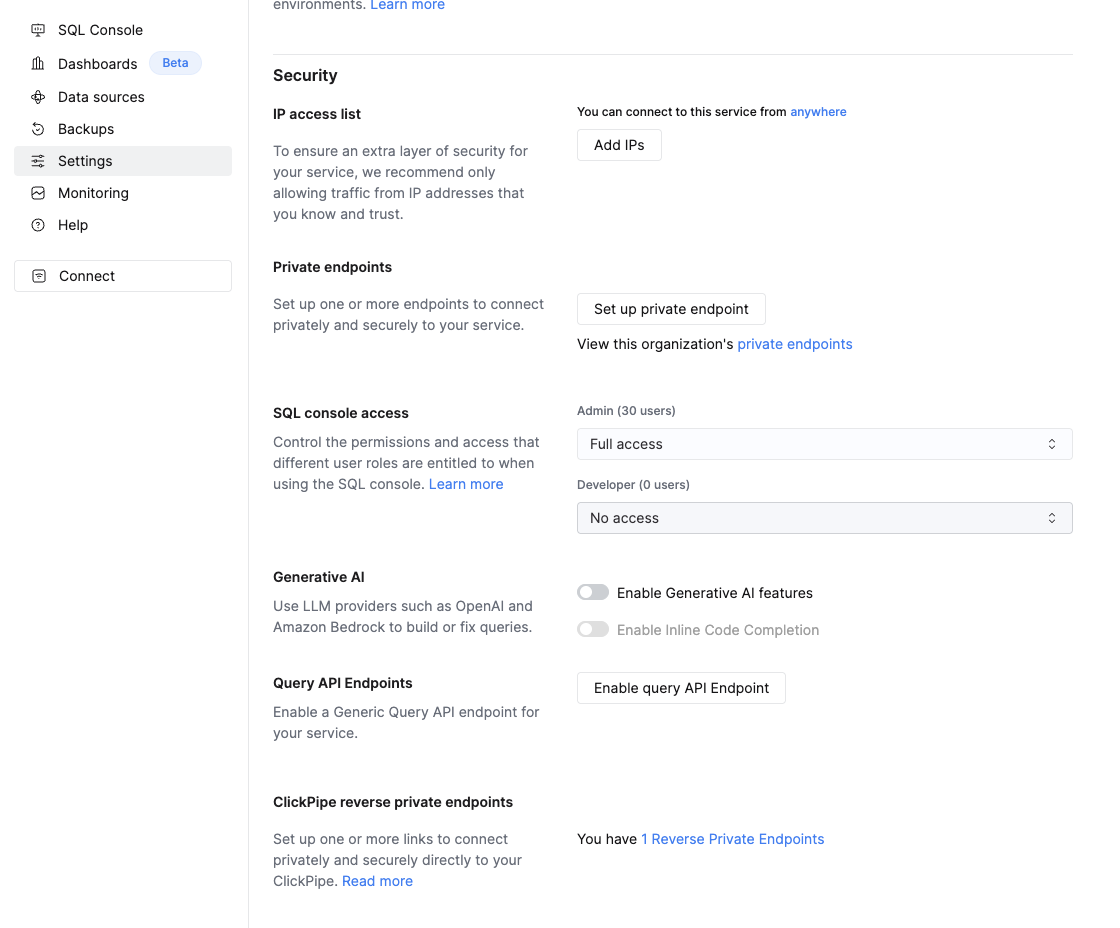 environments. Learn more
SQL Console
Dashboards Beta
Data sources
Backups
Settings
Monitoring
Help
Connect
Security
IP access list
To ensure an extra layer of security for
your service, we recommend only
allowing traffic from IP addresses that
you know and trust.
You can connect to this service from anywhere
Add IPs
Private endpoints
Set up one or more endpoints to connect
privately and securely to your service.
Set up private endpoint
View this organization's private endpoints
SQL console access
Control the permissions and access that
different user roles are entitled to when
using the SQL console. Learn more
Admin (30 users)
Full access
Developer (0 users)
No access
Generative AI
Use LLM providers such as OpenAI and
Amazon Bedrock to build or fix queries.
Enable Generative AI features
Enable Inline Code Completion
Query API Endpoints
Enable a Generic Query API endpoint for
your service.
Enable query API Endpoint
ClickPipe reverse private endpoints
Set up one or more links to connect
privately and securely directly to your
ClickPipe. Read more
You have 1 Reverse Private Endpoints